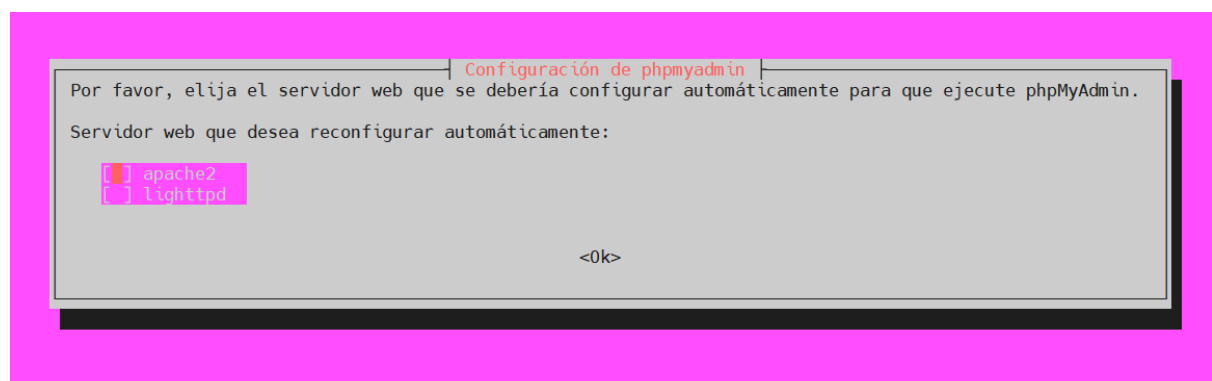 Configuración de phpmyadmin
Por favor, elija el servidor web que se debería configurar automáticamente para que ejecute phpMyAdmin.
Servidor web que desea reconfigurar automáticamente:
[ ] apache2
[ ] lighttpd
<Ok>